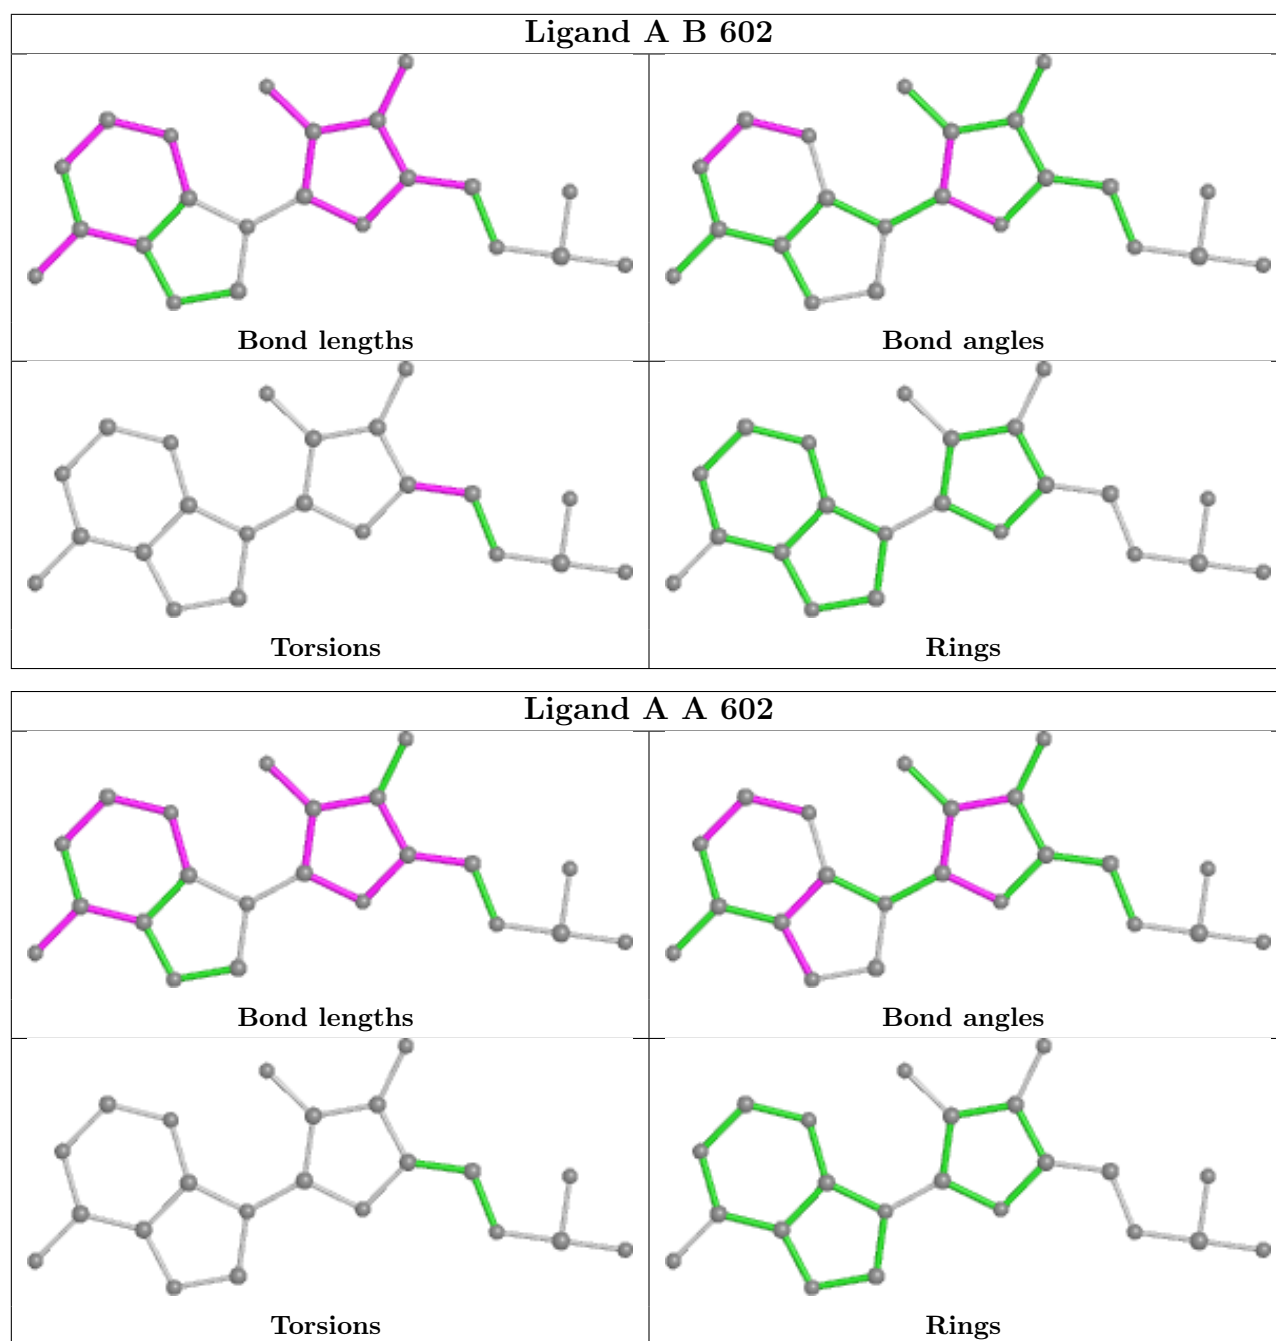 Ligand A B 602
Bond lengths
Bond angles
Torsions
Rings
Ligand A A 602
Bond lengths
Bond angles
Torsions
Rings